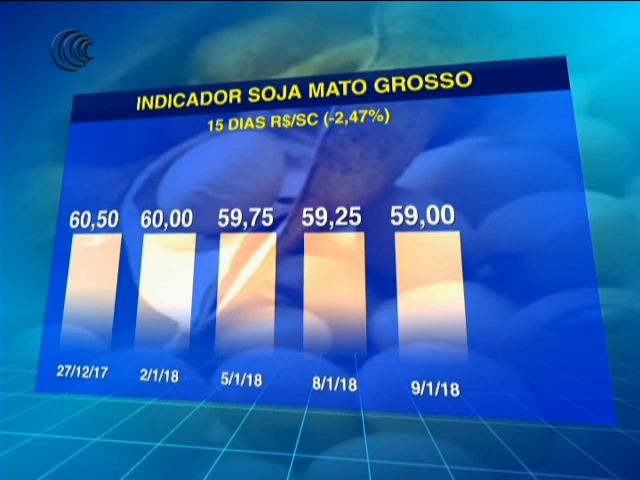 INDICADOR SOJA MATO GROSSO
15 DIAS R$/SC (-2,47%)
60,50 60,00 59,75 59,25 59,00
27/12/17 2/1/18 5/1/18 8/1/18 9/1/18